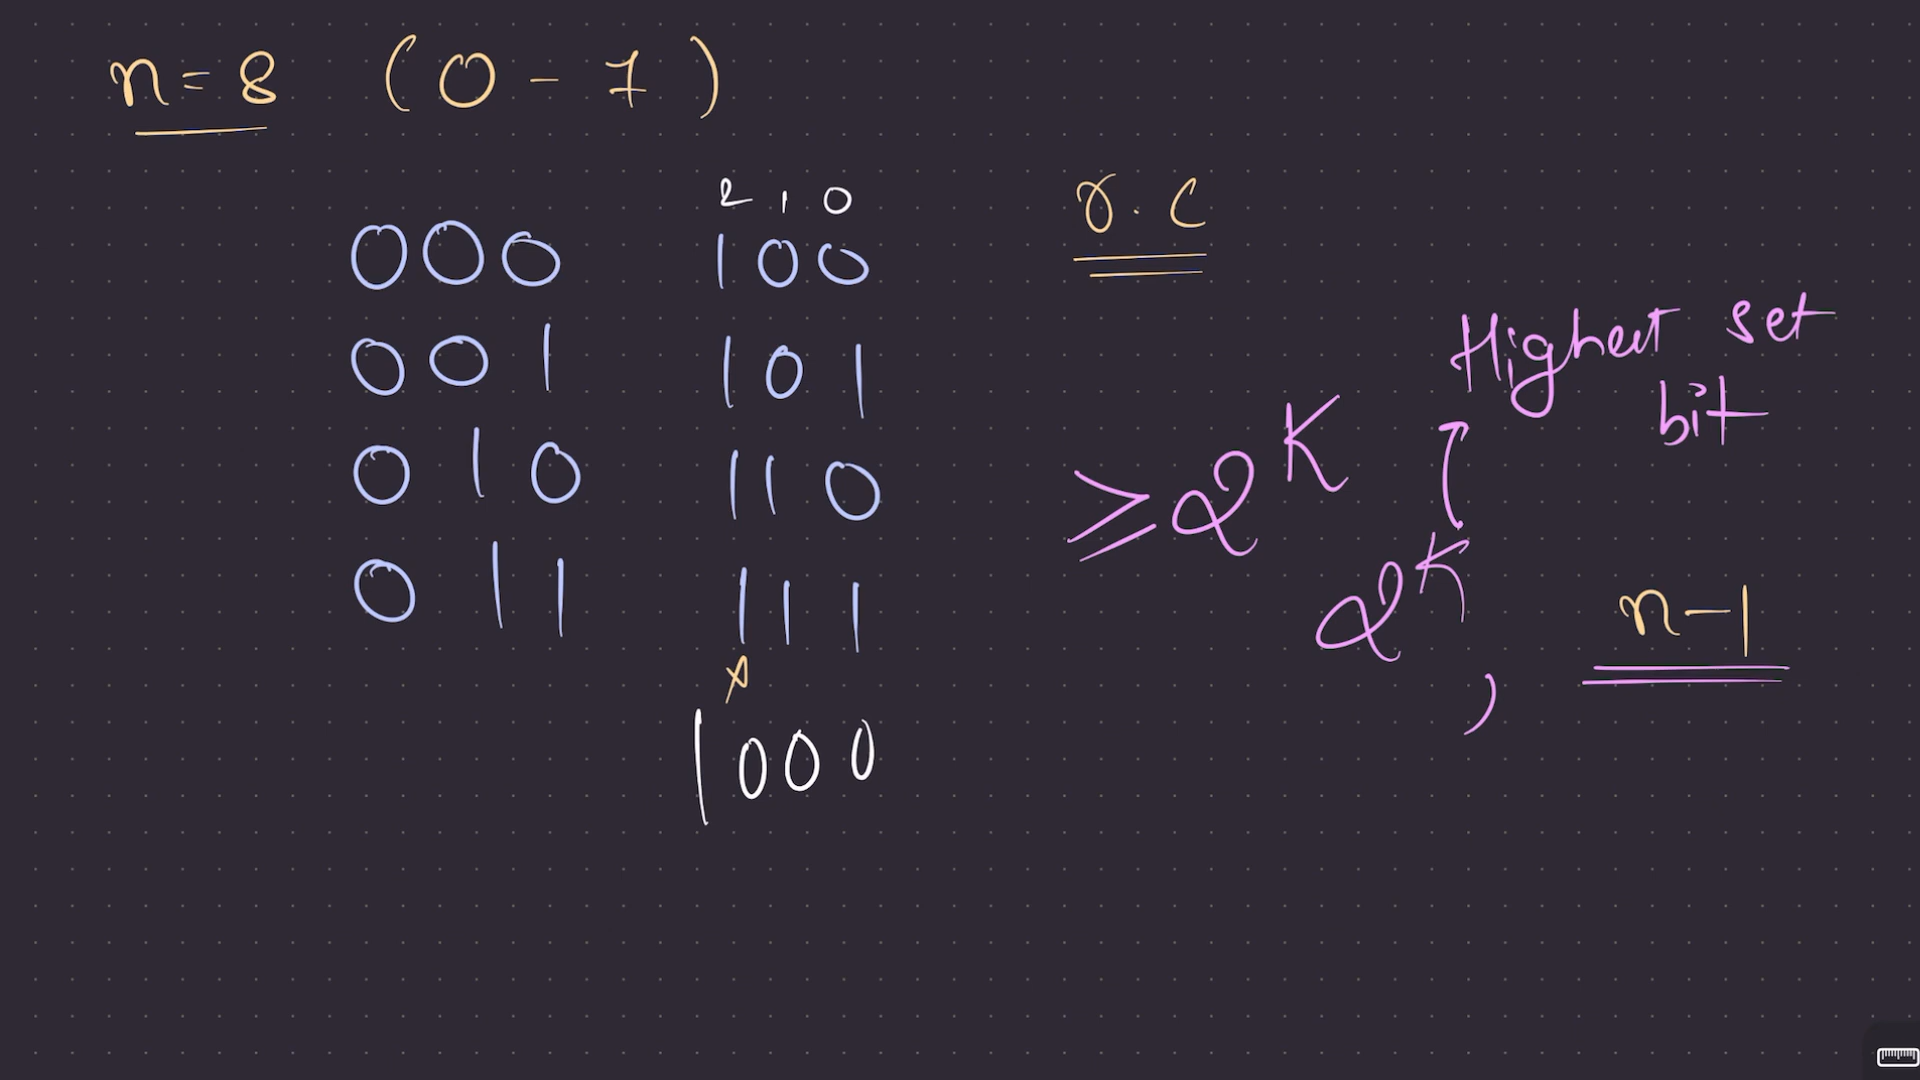 n = 8 ( 0 - 7 )
2 1 0
000 100
001 101
010 110
011 111
1000
r . c
Highest set
bit
≥ 2^K
2^K , n-1